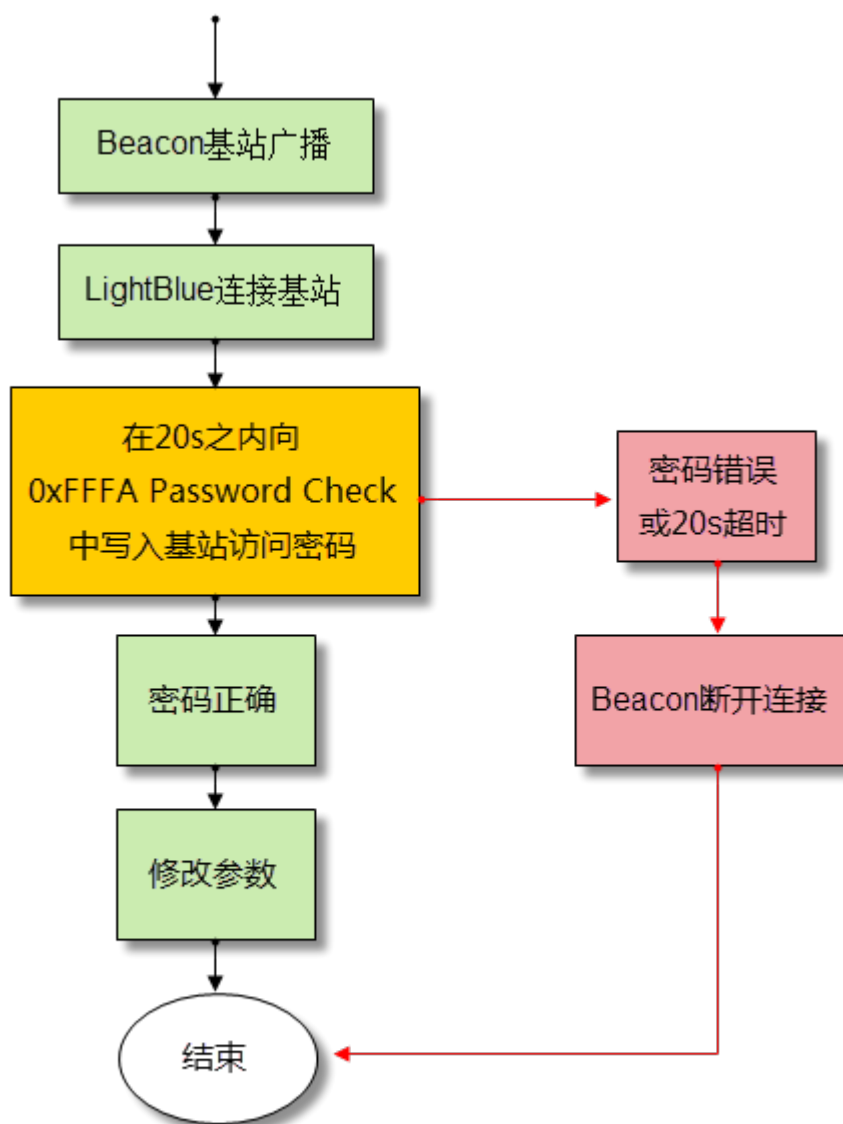 Beacon基站广播
LightBlue连接基站
在20s之内向
0xFFFA Password Check
中写入基站访问密码
密码错误
或20s超时
密码正确
Beacon断开连接
修改参数
结束